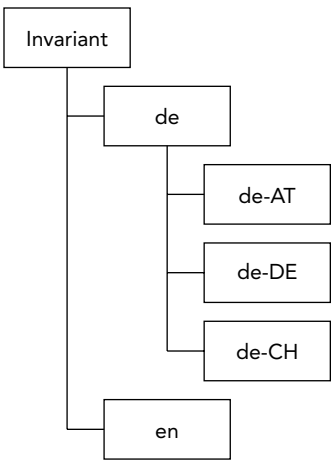 Invariant
de
de-AT
de-DE
de-CH
en